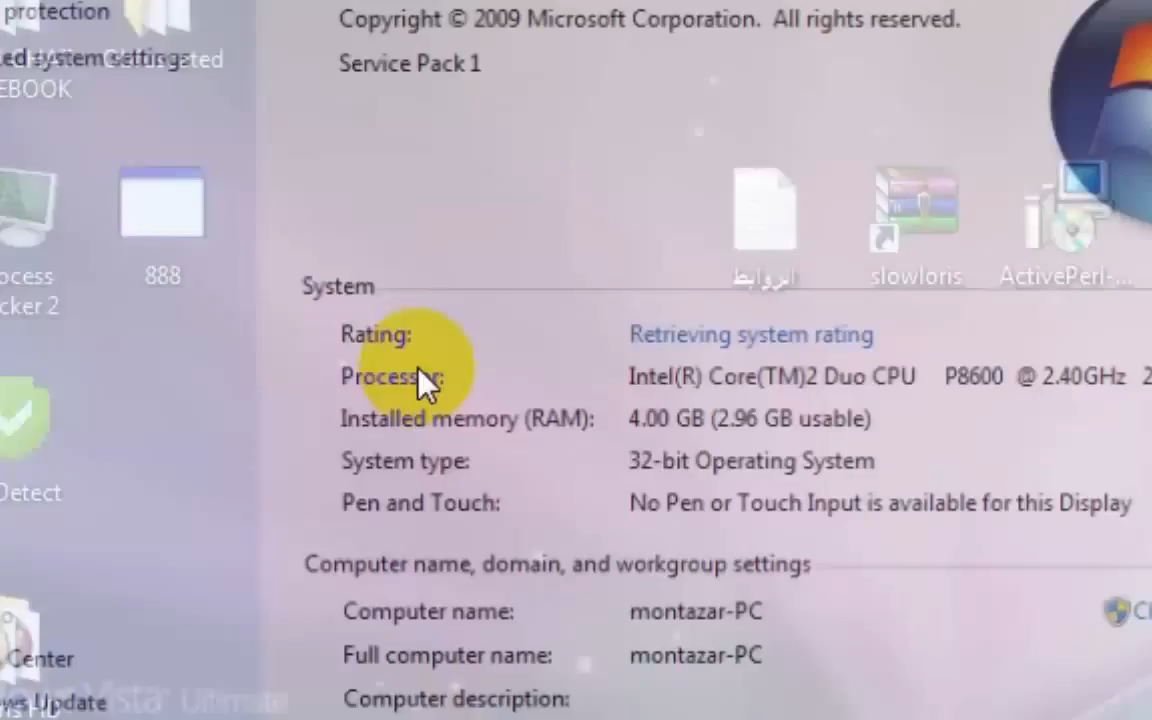 protection
Copyright © 2009 Microsoft Corporation. All rights reserved.
ed system settings
Service Pack 1
EBOOK
ocess
888
cker 2
الروابط
slowloris
ActivePerl-...
System
Rating:
Retrieving system rating
Processor:
Intel(R) Core(TM)2 Duo CPU P8600 @ 2.40GHz 2
Installed memory (RAM):
4.00 GB (2.96 GB usable)
System type:
32-bit Operating System
Pen and Touch:
No Pen or Touch Input is available for this Display
Detect
Computer name, domain, and workgroup settings
Computer name:
montazar-PC
Full computer name:
montazar-PC
Computer description:
Center
ws Update
Vista Ultimate